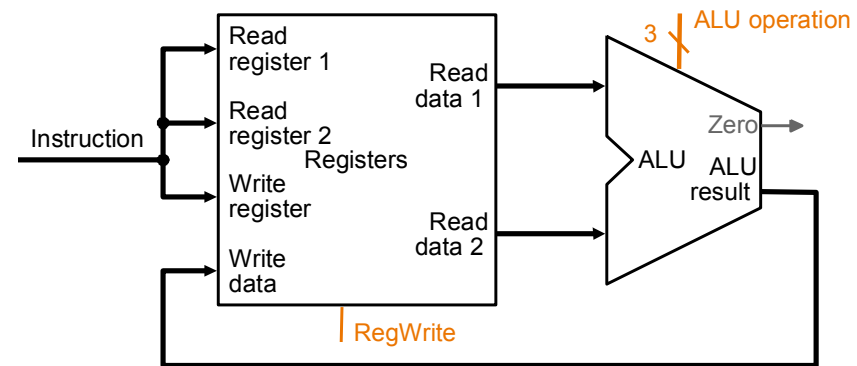 ALU operation
3
Read
register 1
Read
data 1
Read
register 2
Zero
Instruction
Registers
ALU
ALU
result
Write
register
Read
data 2
Write
data
RegWrite